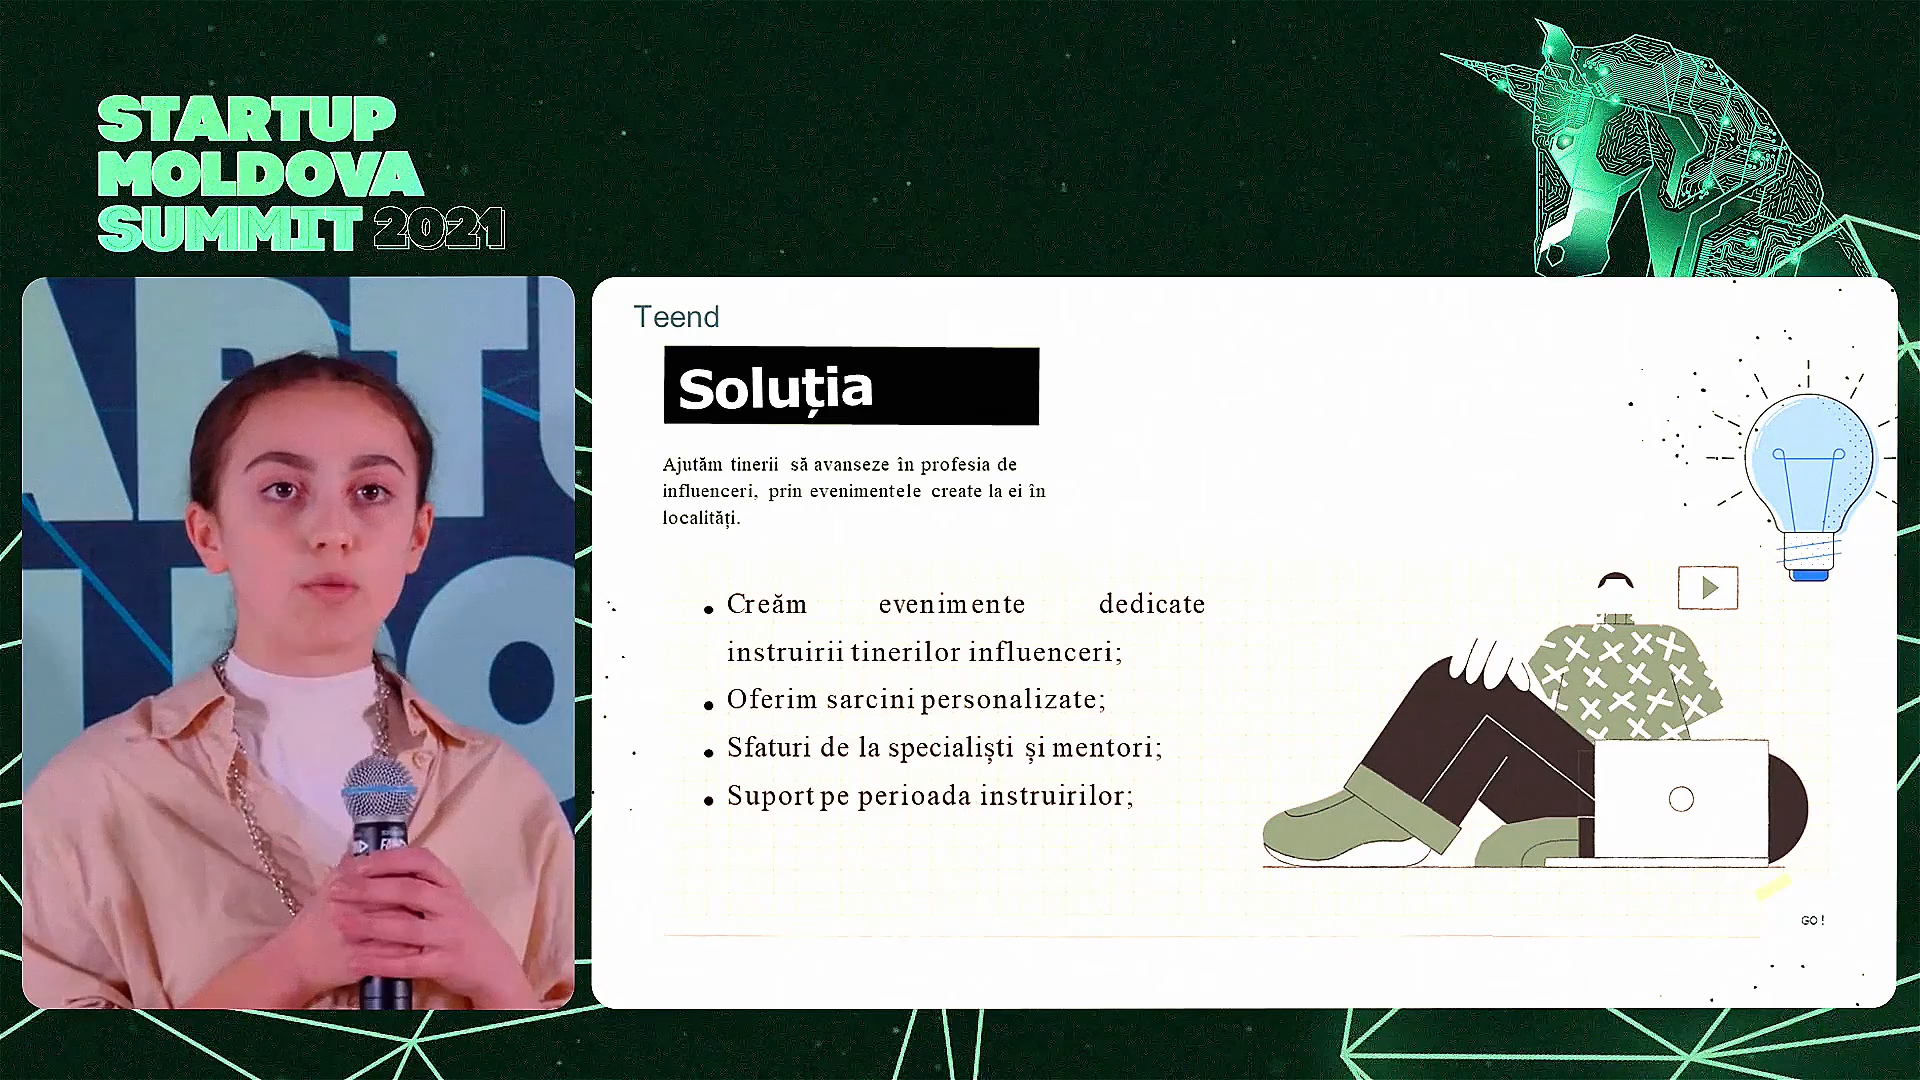 STARTUP
MOLDOVA
SUMMIT 2021
Teend
Soluția
Ajutăm tinerii să avanseze în profesia de
influenceri, prin evenimentele create la ei în
localități.
Creăm evenimente dedicate
instruirii tinerilor influenceri;
Oferim sarcini personalizate;
Sfaturi de la specialiști și mentori;
Suport pe perioada instruirilor;
GO!